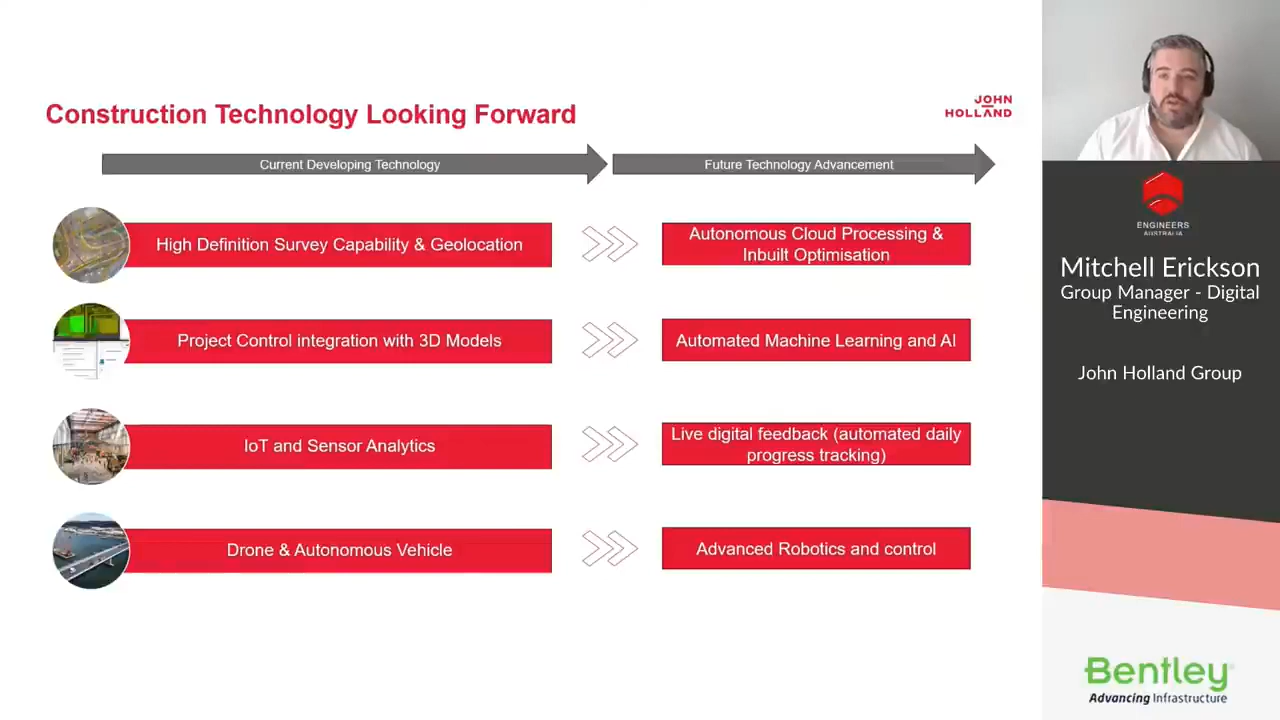 Construction Technology Looking Forward
JOHN
HOLLAND
Current Developing Technology
Future Technology Advancement
High Definition Survey Capability & Geolocation
Autonomous Cloud Processing &
Inbuilt Optimisation
Project Control integration with 3D Models
Automated Machine Learning and AI
IoT and Sensor Analytics
Live digital feedback (automated daily
progress tracking)
Drone & Autonomous Vehicle
Advanced Robotics and control
ENGINEERS
AUSTRALIA
Mitchell Erickson
Group Manager - Digital
Engineering
John Holland Group
Bentley
Advancing Infrastructure